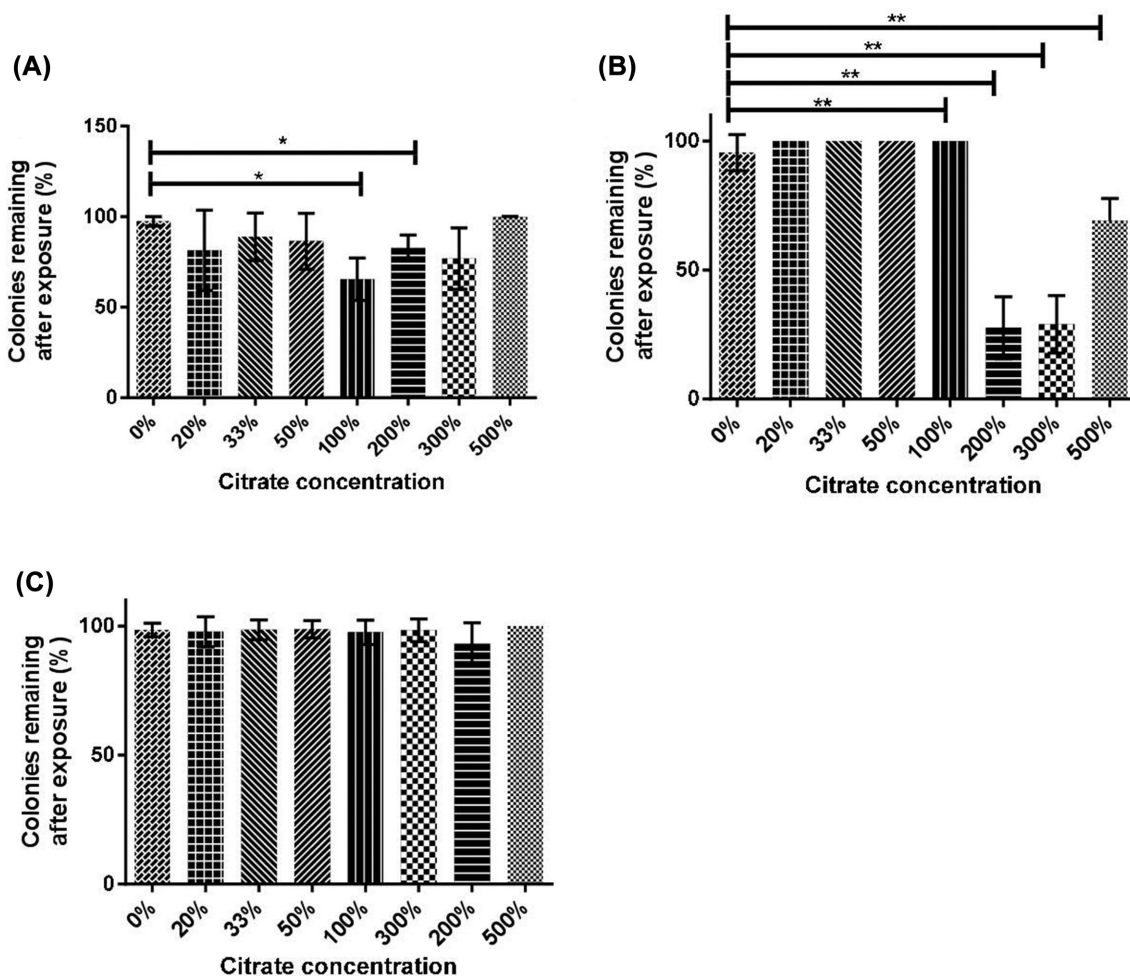 (A)
*
*
150
100
50
0
Colonies remaining
after exposure (%)
0% 20% 33% 50% 100% 200% 300% 500%
Citrate concentration
(B)
**
**
**
**
100
50
0
Colonies remaining
after exposure (%)
0% 20% 33% 50% 100% 200% 300% 500%
Citrate concentration
(C)
100
50
0
Colonies remaining
after exposure (%)
0% 20% 33% 50% 100% 300% 200% 500%
Citrate concentration